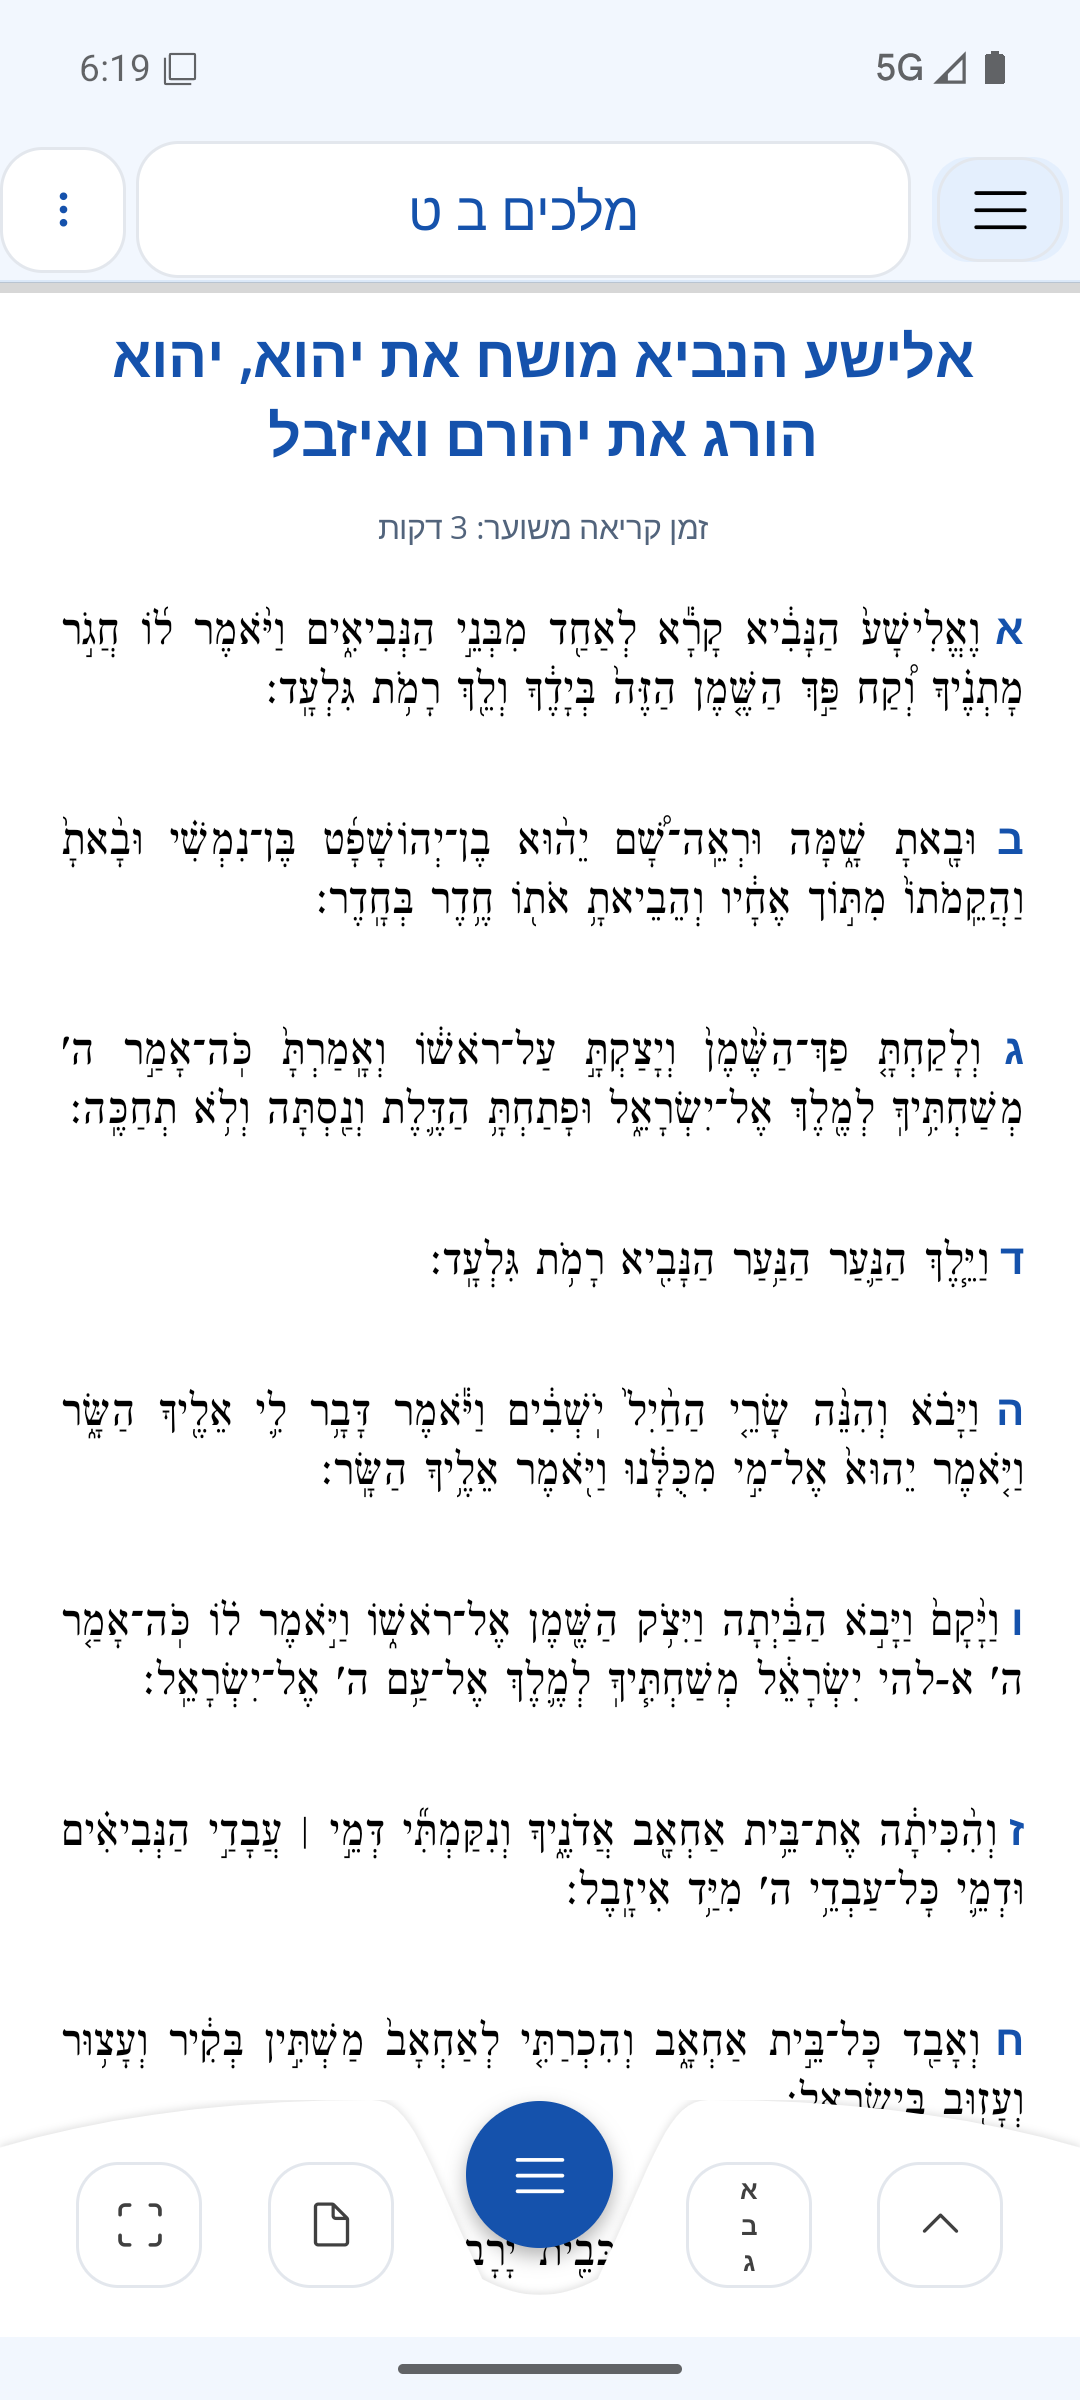 6:19
5G
מלכים ב ט
אלישע הנביא מושח את יהוא, יהוא
הורג את יהורם ואיזבל
זמן קריאה משוער: 3 דקות
א וֶאֱלִישָׁע֙ הַנָּבִ֔יא קָרָ֕א לְאַחַ֖ד מִבְּנֵ֣י הַנְּבִיאִ֑ים וַיֹּ֨אמֶר ל֜וֹ חֲגֹ֣ר
מָתְנֶ֗יךָ וְ֠קַח פַּ֣ךְ הַשֶּׁ֤מֶן הַזֶּה֙ בְּיָדֶ֔ךָ וְלֵ֖ךְ רָמֹ֥ת גִּלְעָֽד׃
ב וּבָ֖אתָ שָׁ֑מָּה וּרְאֵֽה־שָׁ֠ם יֵה֨וּא בֶן־יְהוֹשָׁפָ֜ט בֶּן־נִמְשִׁ֗י וּבָ֙אתָ֙
וַהֲקֵֽמֹתוֹ֙ מִתּ֣וֹךְ אֶחָ֔יו וְהֵבֵיאתָ֥ אֹת֖וֹ חֶ֥דֶר בְּחָֽדֶר׃
ג וְלָקַחְתָּ֤ פַךְ־הַשֶּׁ֙מֶן֙ וְיָצַקְתָּ֣ עַל־רֹאשׁ֔וֹ וְאָֽמַרְתָּ֙ כֹּֽה־אָמַ֣ר ה'
מְשַׁחְתִּ֥יךָֽ לְמֶ֖לֶךְ אֶל־יִשְׂרָאֵ֑ל וּפָתַחְתָּ֥ הַדֶּ֛לֶת וְנַ֖סְתָּה וְלֹ֥א תְחַכֶּֽה׃
ד וַיֵּ֧לֶךְ הַנַּ֛עַר הַנַּ֥עַר הַנָּבִ֖יא רָמֹ֥ת גִּלְעָֽד׃
ה וַיָּבֹ֗א וְהִנֵּ֨ה שָׂרֵ֤י הַחַ֙יִל֙ יֹֽשְׁבִ֔ים וַיֹּ֕אמֶר דָּבָ֥ר לִ֛י אֵלֶ֖יךָ הַשָּׂ֑ר
וַיֹּ֤אמֶר יֵהוּא֙ אֶל־מִ֣י מִכֻּלָּ֔נוּ וַיֹּ֖אמֶר אֵלֶ֥יךָ הַשָּֽׂר׃
ו וַיָּ֙קָם֙ וַיָּבֹ֣א הַבַּ֔יְתָה וַיִּצֹ֥ק הַשֶּׁ֖מֶן אֶל־רֹאשׁ֑וֹ וַיֹּ֣אמֶר ל֗וֹ כֹּֽה־אָמַ֤ר
ה' א-להי יִשְׂרָאֵ֔ל מְשַׁחְתִּ֧יךָֽ לְמֶ֛לֶךְ אֶל־עַ֥ם ה' אֶל־יִשְׂרָאֵֽל׃
ז וְהִ֨כִּיתָ֔ה אֶת־בֵּ֥ית אַחְאָ֖ב אֲדֹנֶ֑יךָ וְנִקַּמְתִּ֞י דְּמֵ֣י ׀ עֲבָדַ֣י הַנְּבִיאִ֗ים
וּדְמֵ֛י כָּל־עַבְדֵ֥י ה' מִיַּ֥ד אִיזָֽבֶל׃
ח וְאָבַ֖ד כָּל־בֵּ֣ית אַחְאָ֑ב וְהִכְרַתִּ֤י לְאַחְאָב֙ מַשְׁתִּ֣ין בְּקִ֔יר וְעָצ֥וּר
וְעָז֖וּב בְּיִשְׂרָאֵֽל׃
כְּבֵ֖ית
א
ב
ג